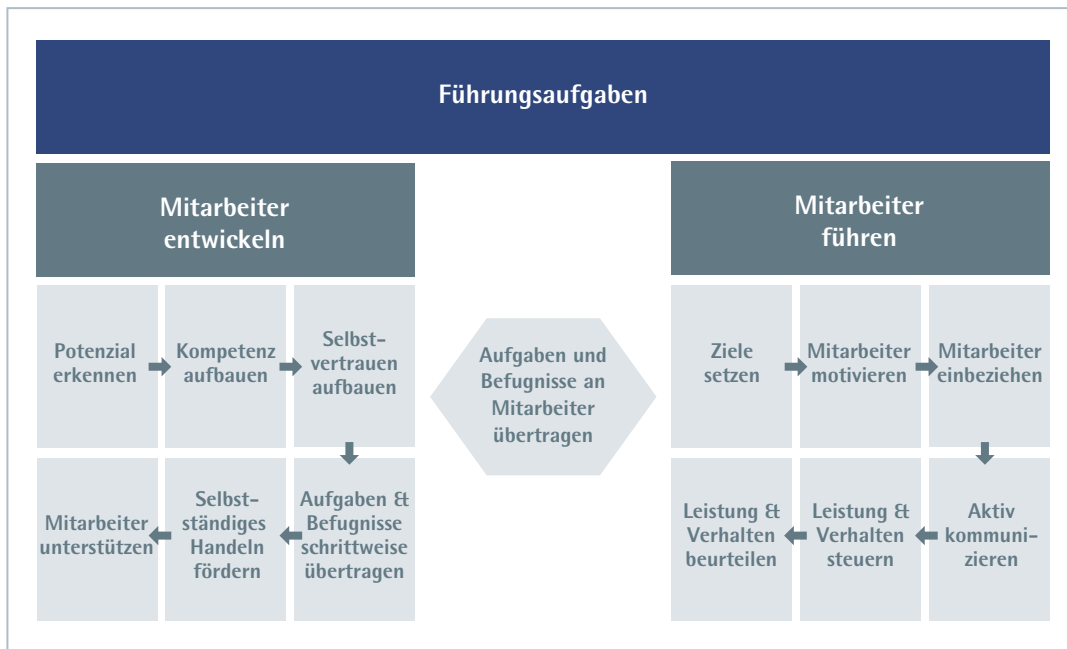 Führungsaufgaben
Mitarbeiter
entwickeln
Potenzial
erkennen
Kompetenz
aufbauen
Selbst-
vertrauen
aufbauen
Aufgaben &
Befugnisse
schrittweise
übertragen
Selbst-
ständiges
Handeln
fördern
Mitarbeiter
unterstützen
Aufgaben und
Befugnisse an
Mitarbeiter
übertragen
Mitarbeiter
führen
Ziele
setzen
Mitarbeiter
motivieren
Mitarbeiter
einbeziehen
Aktiv
kommuni-
zieren
Leistung &
Verhalten
steuern
Leistung &
Verhalten
beurteilen